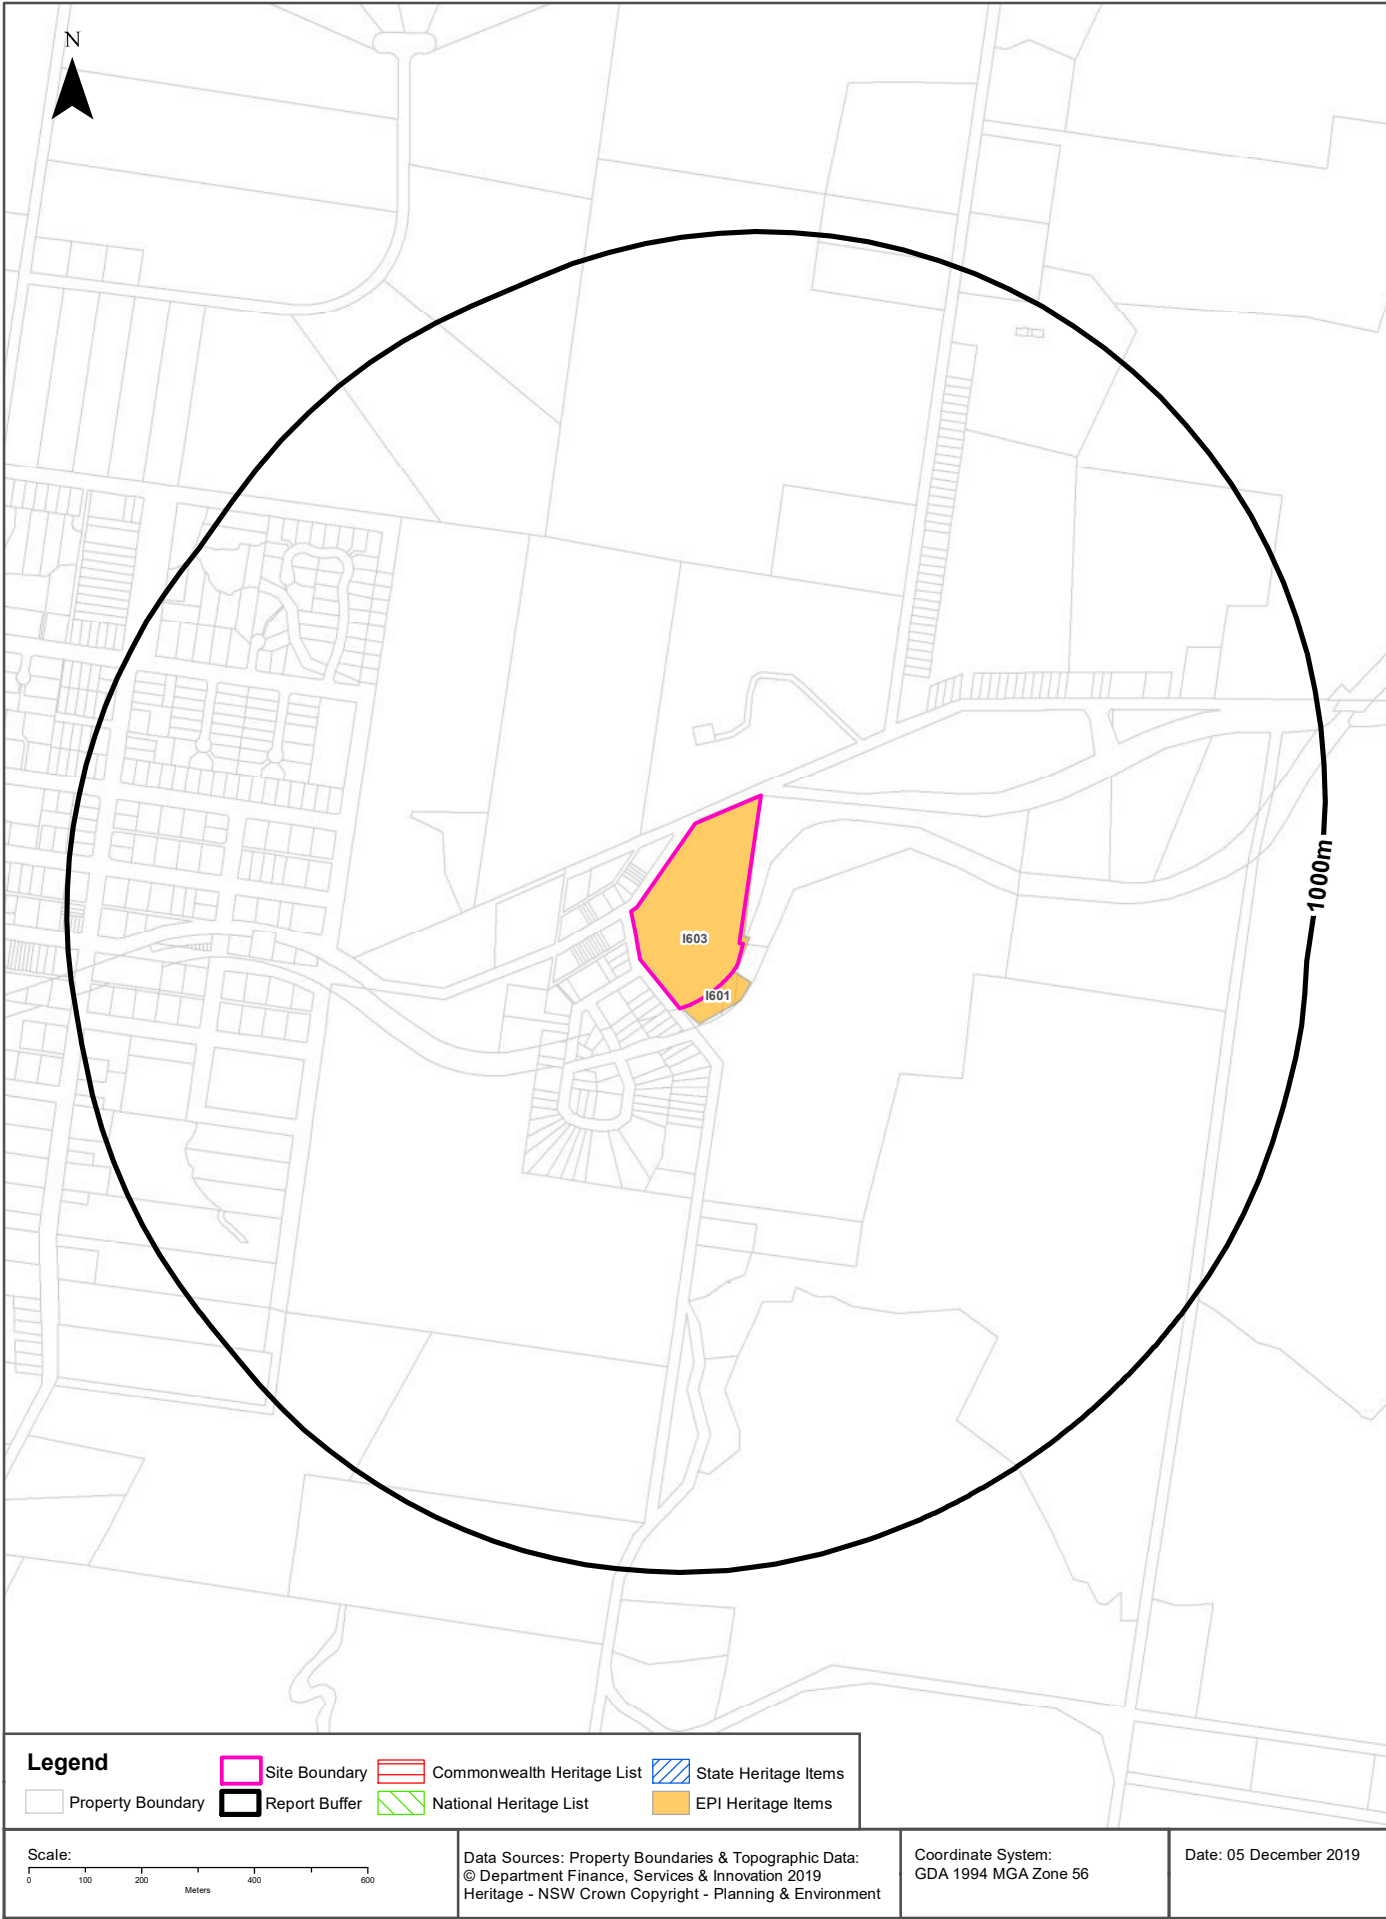 N
1000m
I603
I601
Legend
Property Boundary
Site Boundary
Report Buffer
Commonwealth Heritage List
National Heritage List
State Heritage Items
EPI Heritage Items
Scale:
0 100 200 400 600
Meters
Data Sources: Property Boundaries & Topographic Data:
© Department Finance, Services & Innovation 2019
Heritage - NSW Crown Copyright - Planning & Environment
Coordinate System:
GDA 1994 MGA Zone 56
Date: 05 December 2019